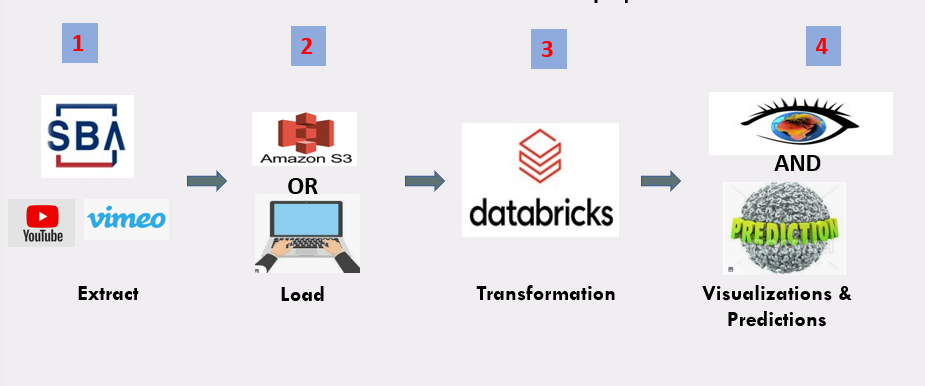 1
2
3
4
SBA
Amazon S3
OR
YouTube
vimeo
databricks
AND
PREDICTION
Extract
Load
Transformation
Visualizations &
Predictions